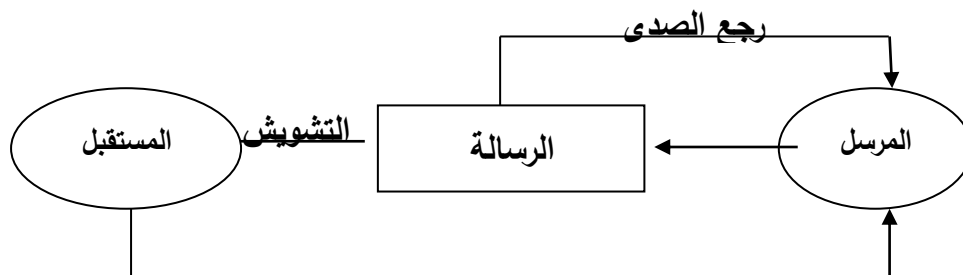 رجع الصدى
المرسل
الرسالة
التشويش
المستقبل